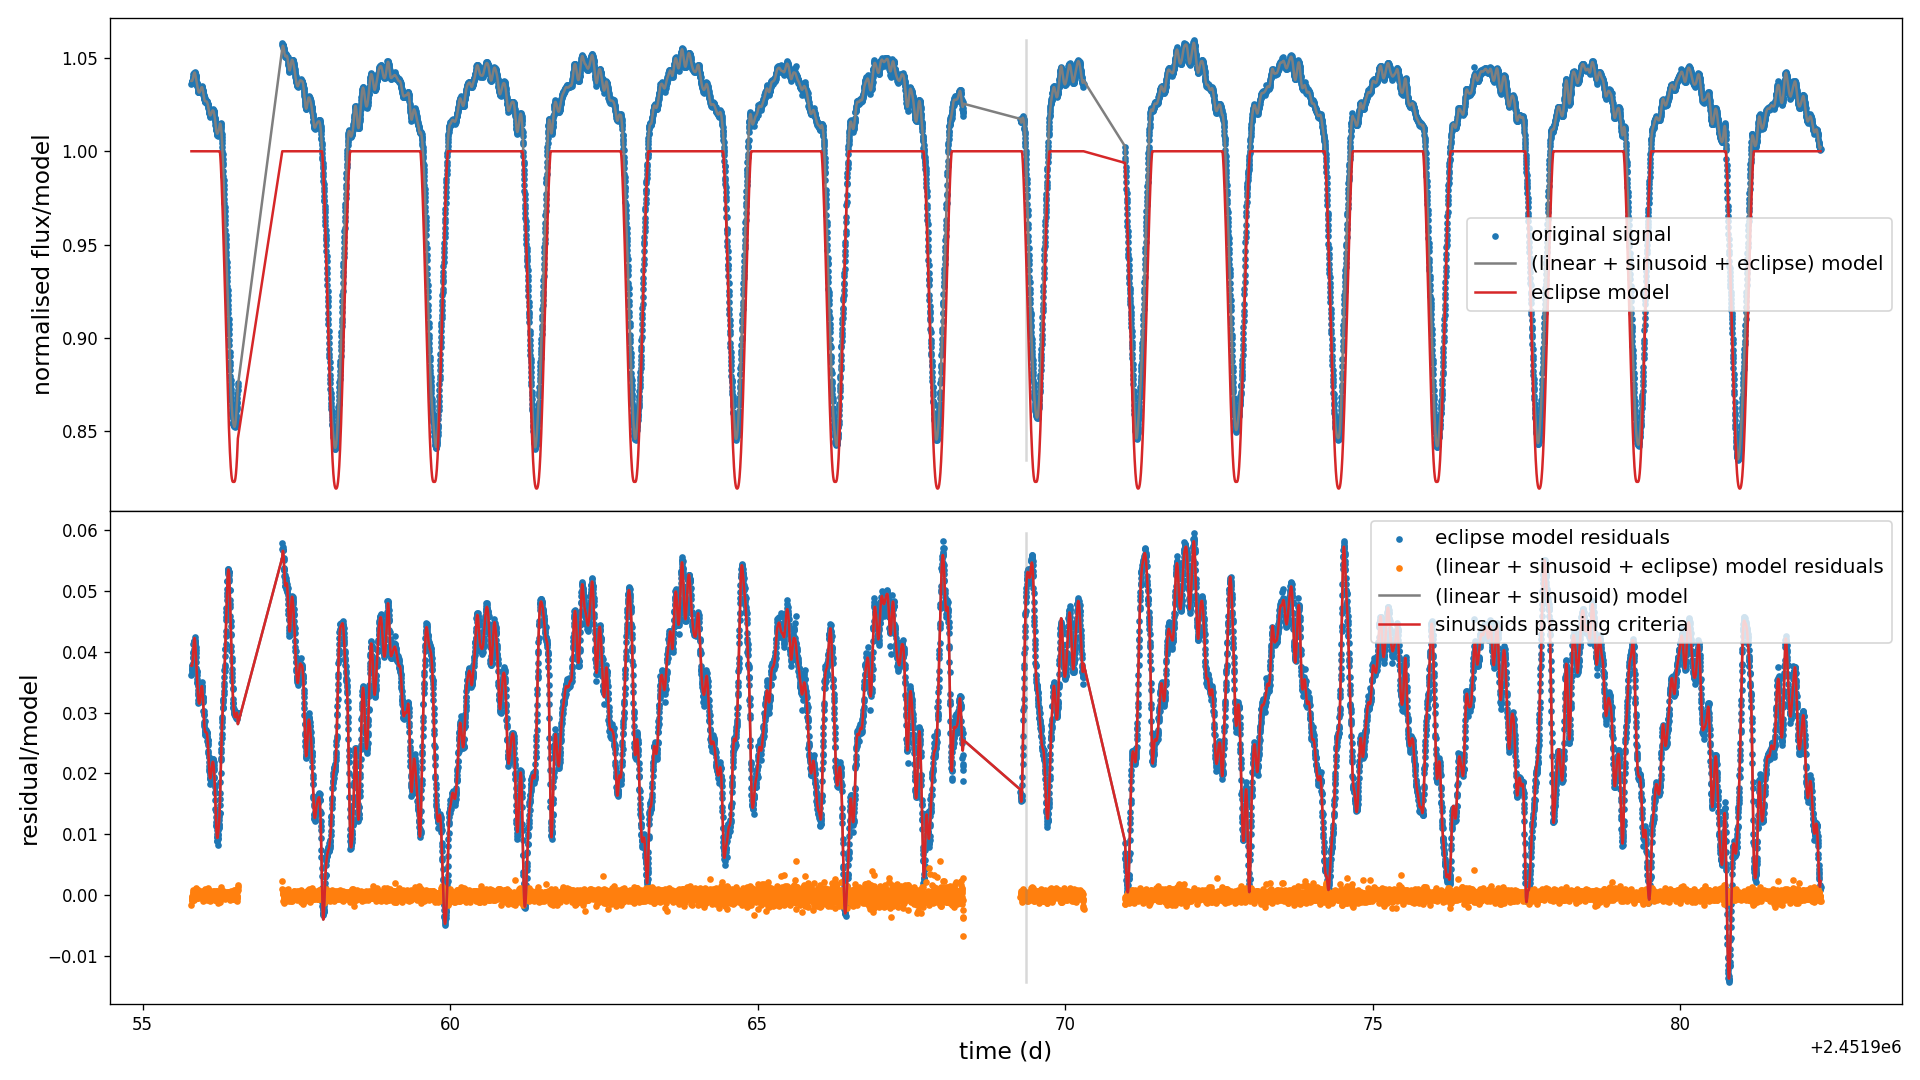 normalised flux/model
1.05
1.00
0.95
0.90
0.85
original signal
(linear + sinusoid + eclipse) model
eclipse model
residual/model
0.06
0.05
0.04
0.03
0.02
0.01
0.00
−0.01
eclipse model residuals
(linear + sinusoid + eclipse) model residuals
(linear + sinusoid) model
sinusoids passing criteria
55 60 65 70 75 80
time (d)
+2.4519e6